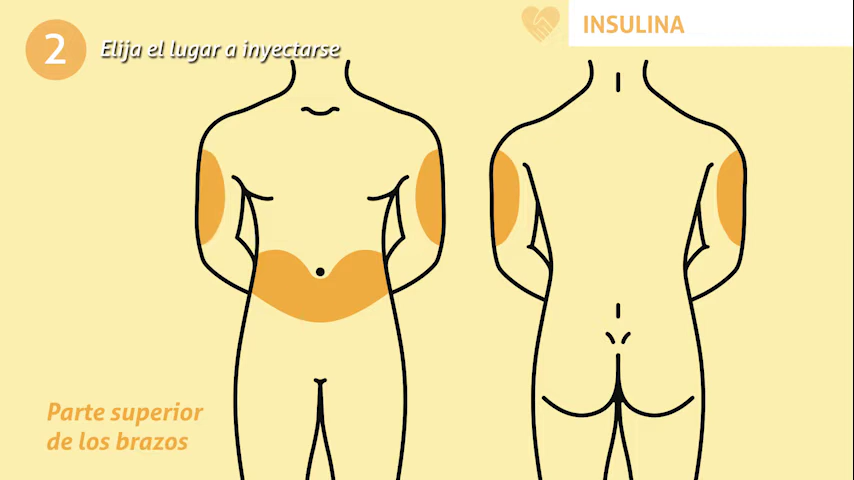 2
Elija el lugar a inyectarse
INSULINA
Parte superior
de los brazos